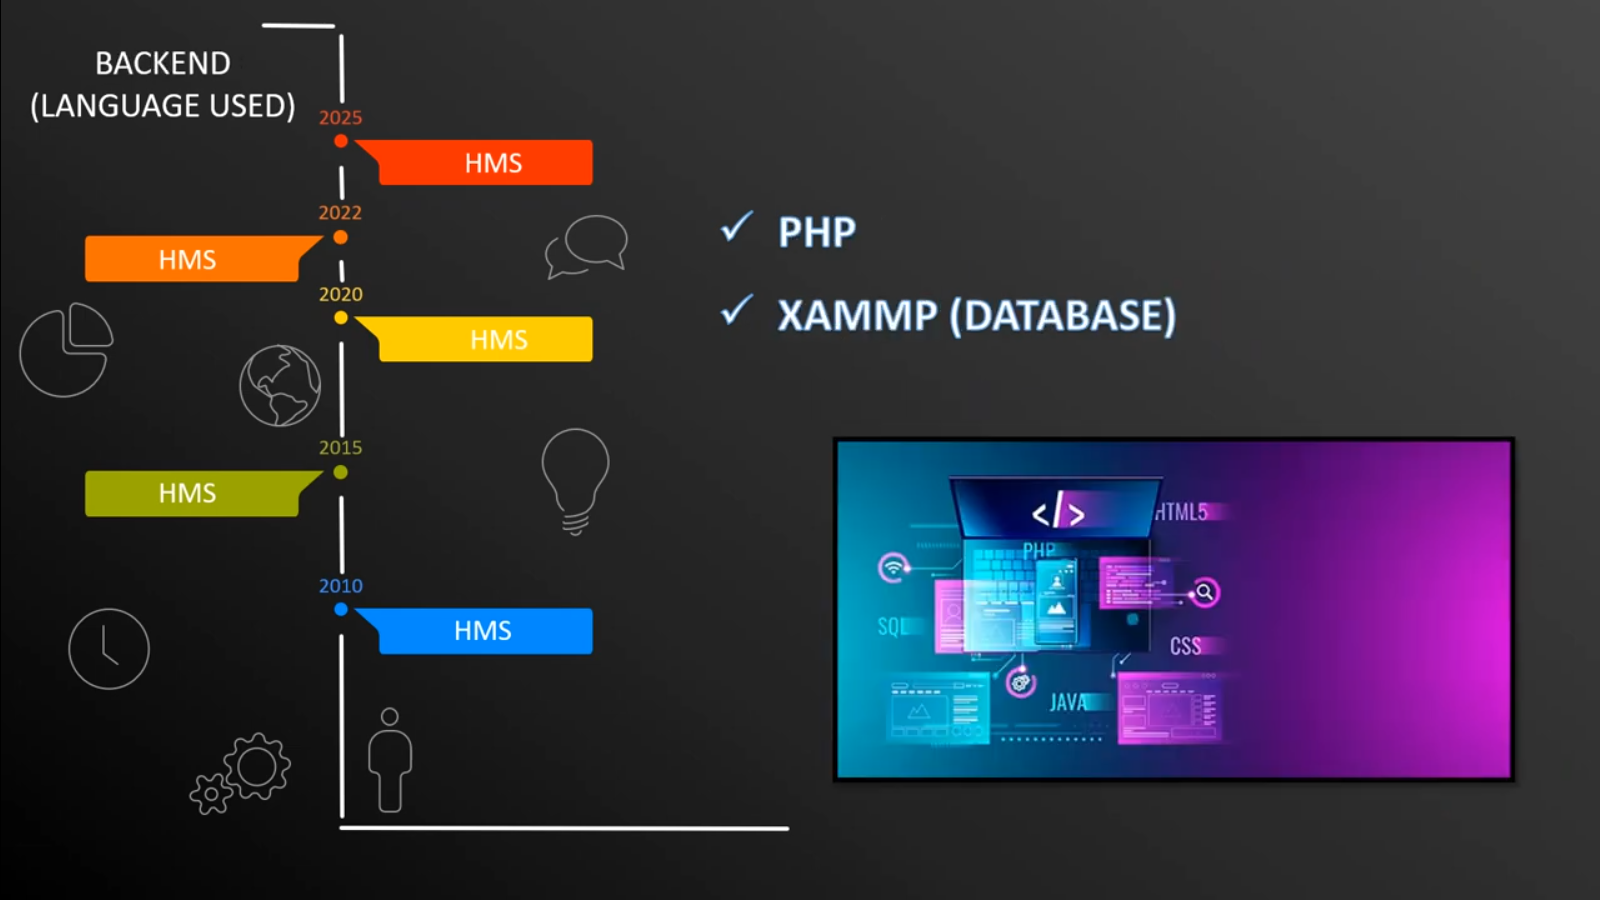 BACKEND
(LANGUAGE USED)
2025
HMS
2022
HMS
2020
HMS
2015
HMS
2010
HMS
✓ PHP
✓ XAMMP (DATABASE)
</>
HTML5
PHP
SQL
CSS
JAVA